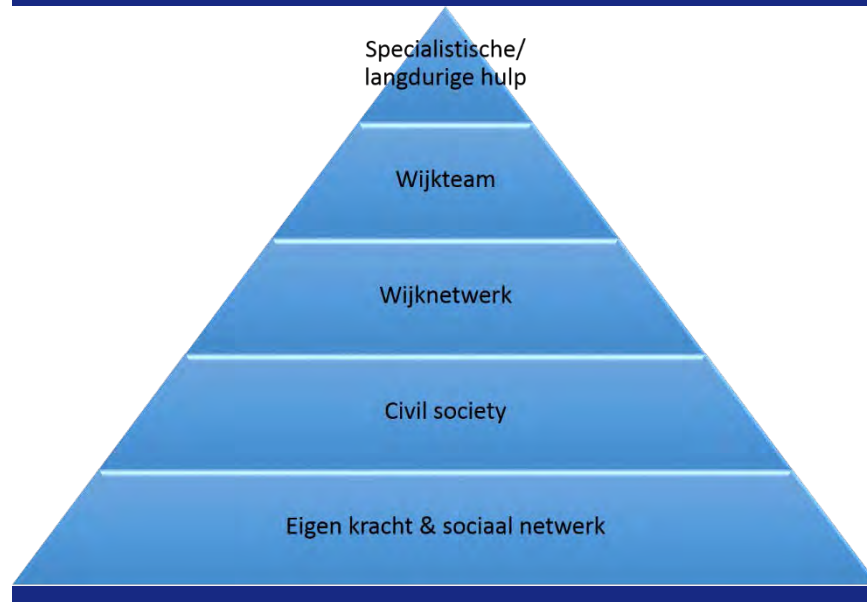 Specialistische/
langdurige hulp
Wijkteam
Wijknetwerk
Civil society
Eigen kracht & sociaal netwerk